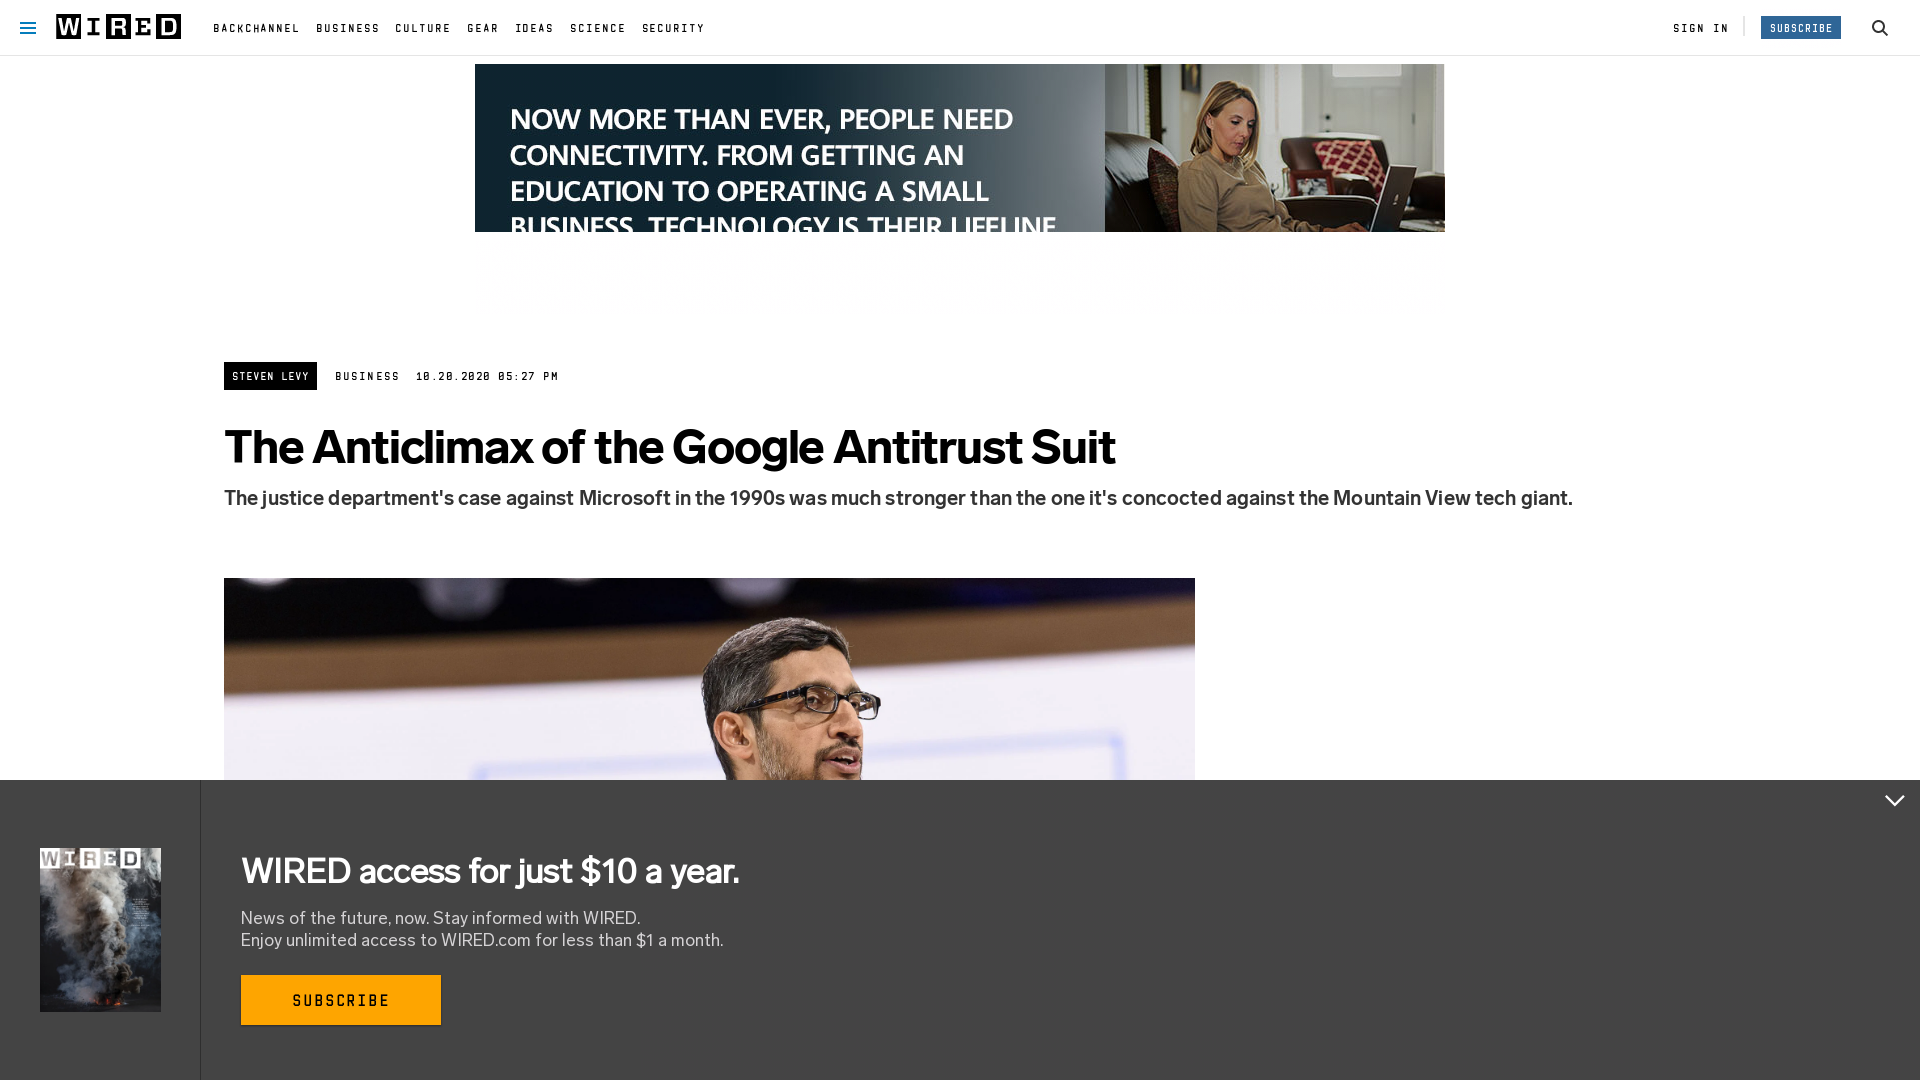 WIRED
BACKCHANNEL BUSINESS CULTURE GEAR IDEAS SCIENCE SECURITY
SIGN IN
SUBSCRIBE
NOW MORE THAN EVER, PEOPLE NEED
CONNECTIVITY. FROM GETTING AN
EDUCATION TO OPERATING A SMALL
BUSINESS, TECHNOLOGY IS THEIR LIFELINE
STEVEN LEVY BUSINESS 10.20.2020 05:27 PM
The Anticlimax of the Google Antitrust Suit
The justice department's case against Microsoft in the 1990s was much stronger than the one it's concocted against the Mountain View tech giant.
WIRED
WIRED access for just $10 a year.
News of the future, now. Stay informed with WIRED.
Enjoy unlimited access to WIRED.com for less than $1 a month.
SUBSCRIBE